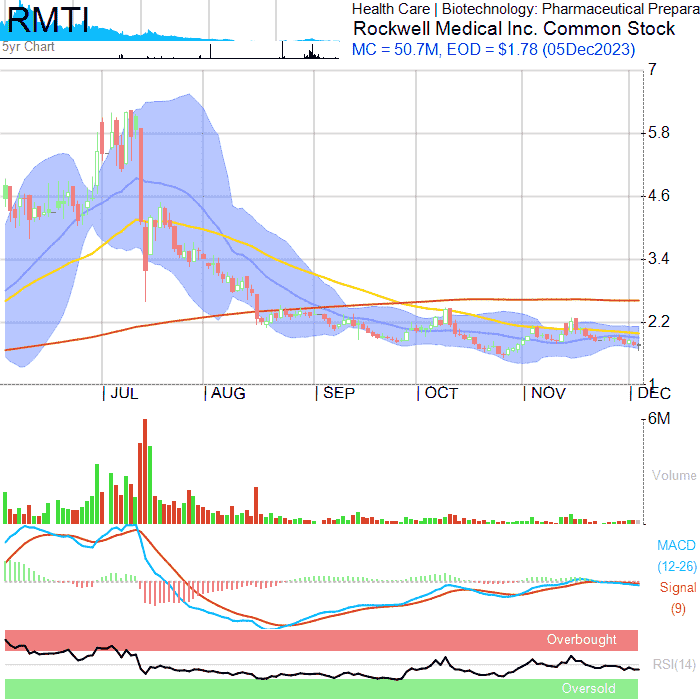 RMTI
5yr Chart
Health Care | Biotechnology: Pharmaceutical Prepara
Rockwell Medical Inc. Common Stock
MC = 50.7M, EOD = $1.78 (05Dec2023)
7
5.8
4.6
3.4
2.2
1
JUL AUG SEP OCT NOV DEC
6M
Volume
MACD
(12-26)
Signal
(9)
Overbought
RSI(14)
Oversold